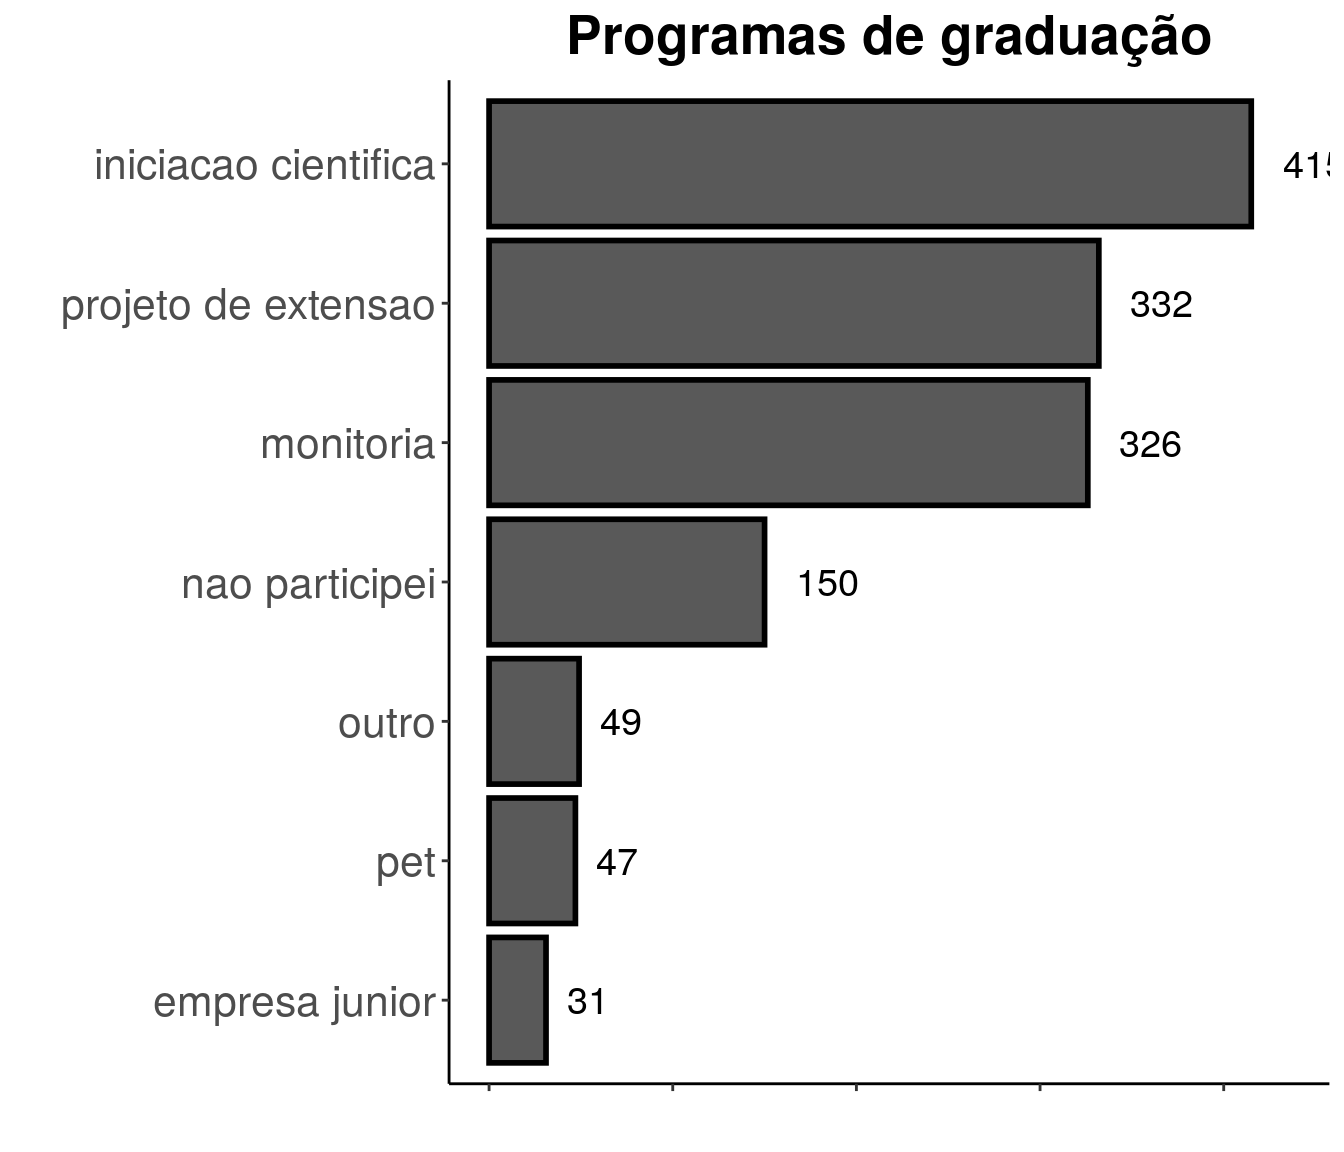 Programas de graduação
iniciacao cientifica 415
projeto de extensao 332
monitoria 326
nao participei 150
outro 49
pet 47
empresa junior 31